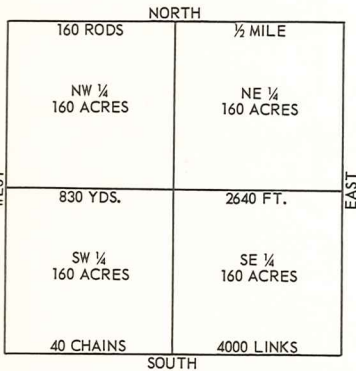 NORTH
160 RODS ½ MILE
NW ¼ NE ¼
160 ACRES 160 ACRES
EAST
830 YDS. 2640 FT.
SW ¼ SE ¼
160 ACRES 160 ACRES
40 CHAINS 4000 LINKS
SOUTH